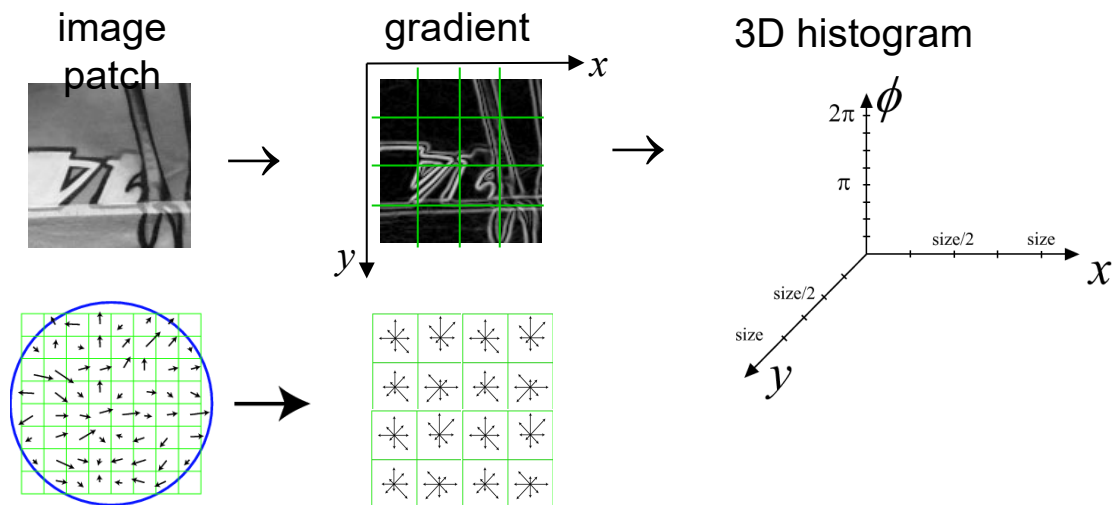 image
patch
gradient
3D histogram
x
y
ϕ
2π
π
size/2
size
x
size/2
size
y